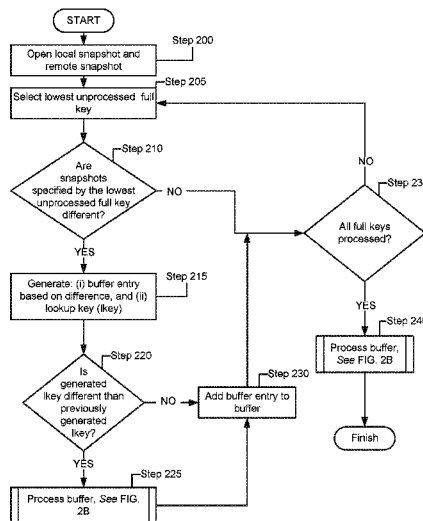 START
Step 200
Open local snapshot and
remote snapshot
Step 205
Select lowest unprocessed full
key
Step 210
Are
snapshots
specified by the lowest
unprocessed full key
different?
NO
YES
NO
Step 23
All full keys
processed?
YES
Step 215
Generate: (i) buffer entry
based on difference, and (ii)
lookup key (lkey)
Step 240
Process buffer,
See FIG. 2B
Step 220
Is
generated
lkey different than
previously
generated
lkey?
NO
Step 230
Add buffer entry to
buffer
Finish
YES
Step 225
Process buffer, See FIG.
2B